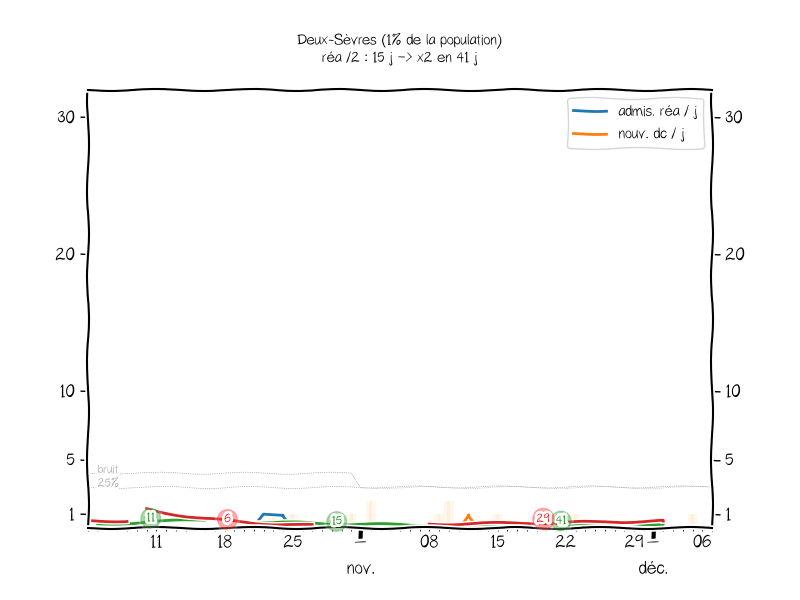 Deux-Sèvres (1% de la population)
réa /2 : 15 j -> x2 en 41 j
admis. réa / j
nouv. dc / j
30 30
20 20
10 10
5 5
bruit
25%
1 1
11 6 15 29 41
11 18 25 08 15 22 29 06
nov. déc.